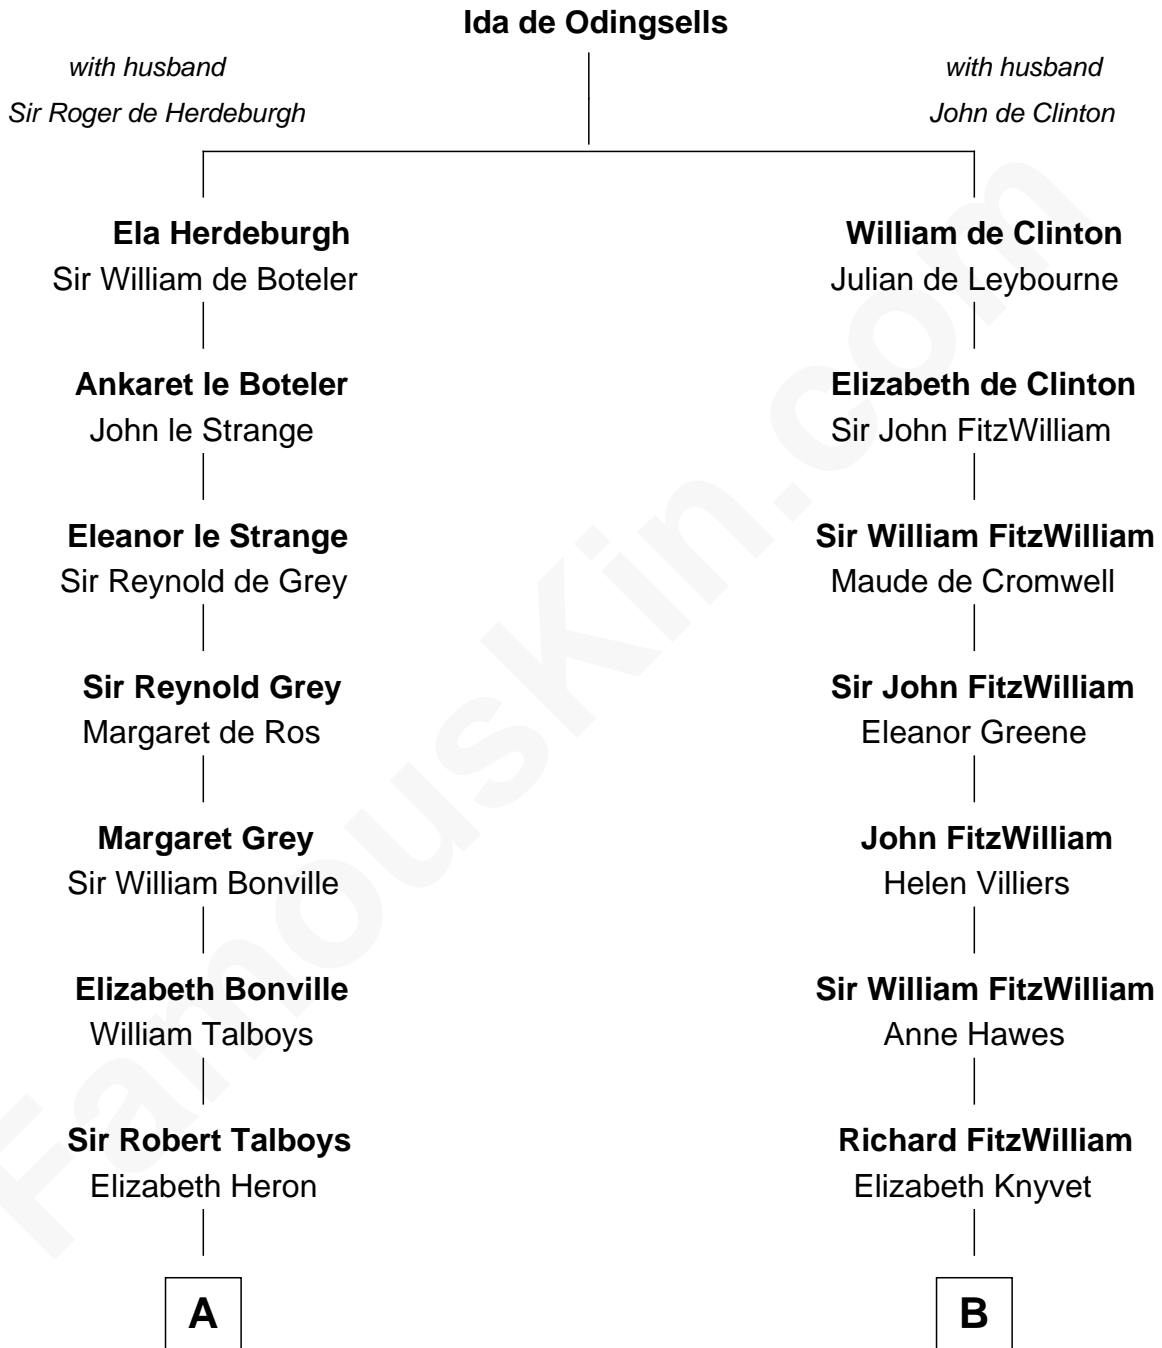 Ida de Odingsells
with husband
Sir Roger de Herdeburgh
with husband
John de Clinton
Ela Herdeburgh
Sir William de Boteler
William de Clinton
Julian de Leybourne
Ankaret le Boteler
John le Strange
Elizabeth de Clinton
Sir John FitzWilliam
Eleanor le Strange
Sir Reynold de Grey
Sir William FitzWilliam
Maude de Cromwell
Sir Reynold Grey
Margaret de Ros
Sir John FitzWilliam
Eleanor Greene
Margaret Grey
Sir William Bonville
John FitzWilliam
Helen Villiers
Elizabeth Bonville
William Talboys
Sir William FitzWilliam
Anne Hawes
Sir Robert Talboys
Elizabeth Heron
Richard FitzWilliam
Elizabeth Knyvet
A
B
FamousKin.com